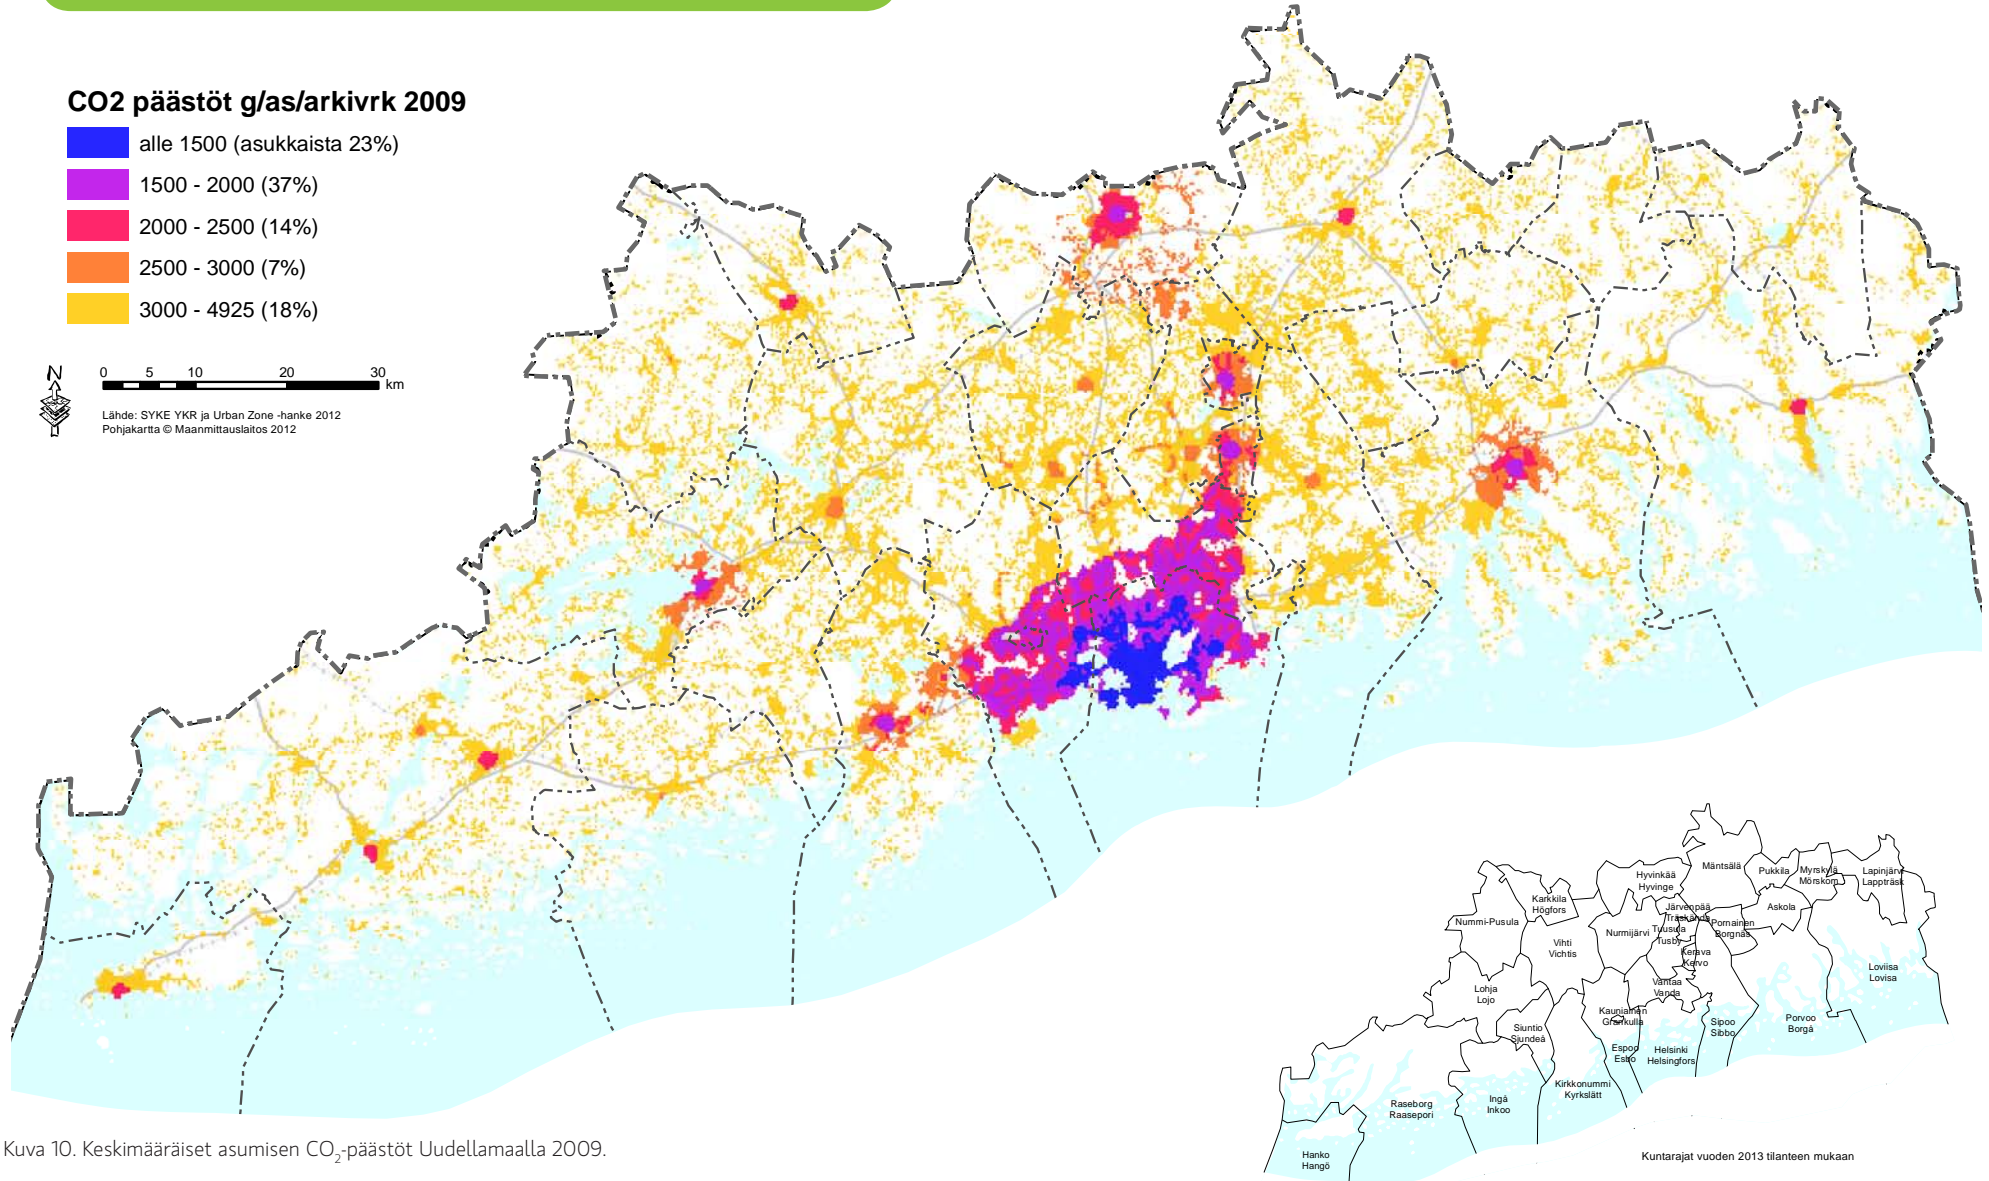 CO2 päästöt g/as/arkivrk 2009
alle 1500 (asukkaista 23%)
1500 - 2000 (37%)
2000 - 2500 (14%)
2500 - 3000 (7%)
3000 - 4925 (18%)
N
0 5 10 20 30
km
Lähde: SYKE YKR ja Urban Zone -hanke 2012
Pohjakartta © Maanmittauslaitos 2012
Mäntsälä
Pukkila
Myrskylä
Mörskom
Lapinjärvi
Lappträsk
Hyvinkää
Hyvinge
Karkkila
Högfors
Askola
Nummi-Pusula
Järvenpää
Träskända
Pornainen
Borgnäs
Nurmijärvi
Tuusula
Tusby
Vihti
Vichtis
Kerava
Kervo
Loviisa
Lovisa
Lohja
Lojo
Vantaa
Vanda
Kauniainen
Grankulla
Sipoo
Sibbo
Porvoo
Borgå
Siuntio
Sjundeå
Espoo
Esbo
Helsinki
Helsingfors
Kirkkonummi
Kyrkslätt
Raseborg
Raasepori
Ingå
Inkoo
Hanko
Hangö
Kuntarajat vuoden 2013 tilanteen mukaan
Kuva 10. Keskimääräiset asumisen CO₂-päästöt Uudellamaalla 2009.